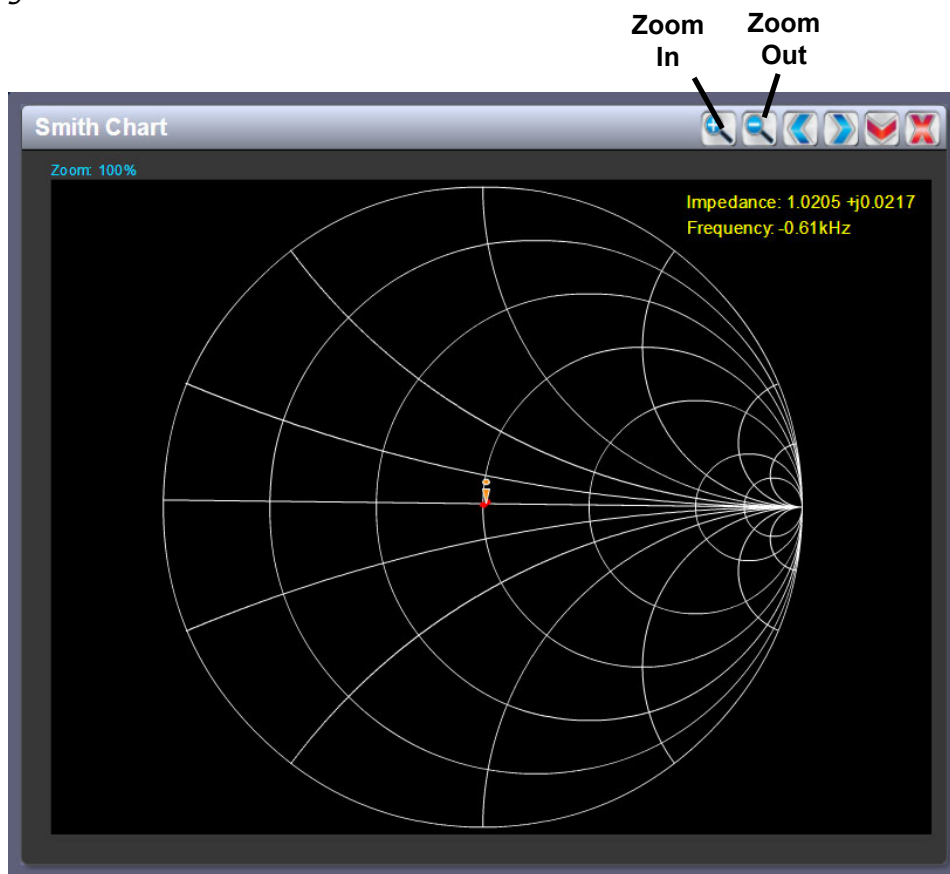 Zoom In
Zoom Out
Smith Chart
Zoom: 100%
Impedance: 1.0205 +j0.0217
Frequency: -0.61kHz